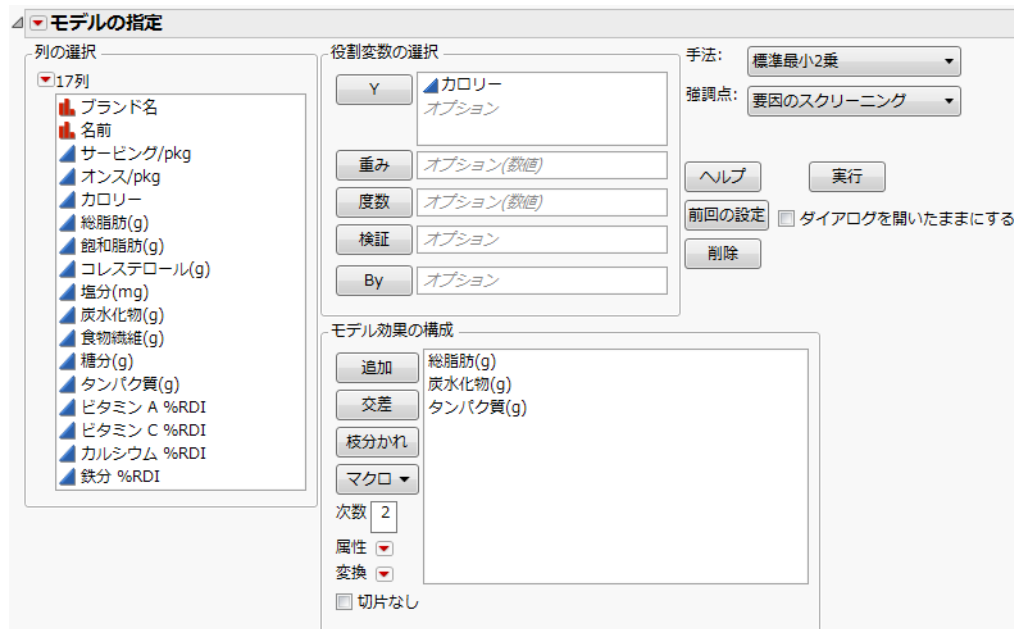 モデルの指定
列の選択
17列
ブランド名
名前
サービング/pkg
オンス/pkg
カロリー
総脂肪(g)
飽和脂肪(g)
コレステロール(g)
塩分(mg)
炭水化物(g)
食物繊維(g)
糖分(g)
タンパク質(g)
ビタミン A %RDI
ビタミン C %RDI
カルシウム %RDI
鉄分 %RDI
役割変数の選択
Y
カロリー
オプション
重み
オプション(数値)
度数
オプション(数値)
検証
オプション
By
オプション
手法:
標準最小2乗
強調点:
要因のスクリーニング
ヘルプ
実行
前回の設定
ダイアログを開いたままにする
削除
モデル効果の構成
追加
交差
枝分かれ
マクロ
次数 2
属性
変換
切片なし
総脂肪(g)
炭水化物(g)
タンパク質(g)